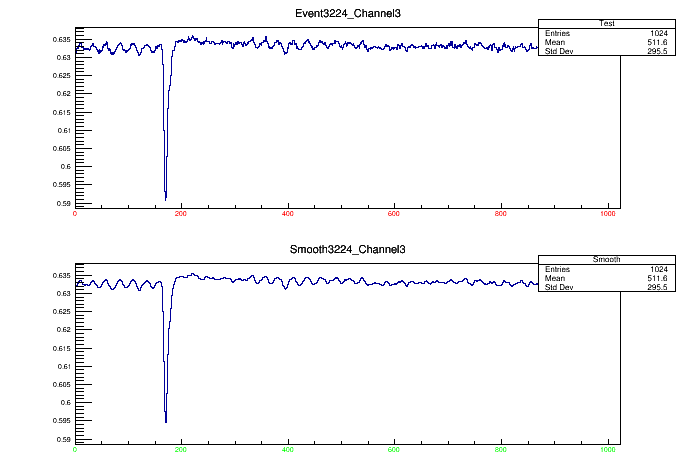 Event3224_Channel3
Test
Entries 1024
Mean 511.6
Std Dev 295.5
0.635
0.63
0.625
0.62
0.615
0.61
0.605
0.6
0.595
0.59
0 200 400 600 800 1000
Smooth3224_Channel3
Smooth
Entries 1024
Mean 511.6
Std Dev 295.5
0.635
0.63
0.625
0.62
0.615
0.61
0.605
0.6
0.595
0.59
0 200 400 600 800 1000